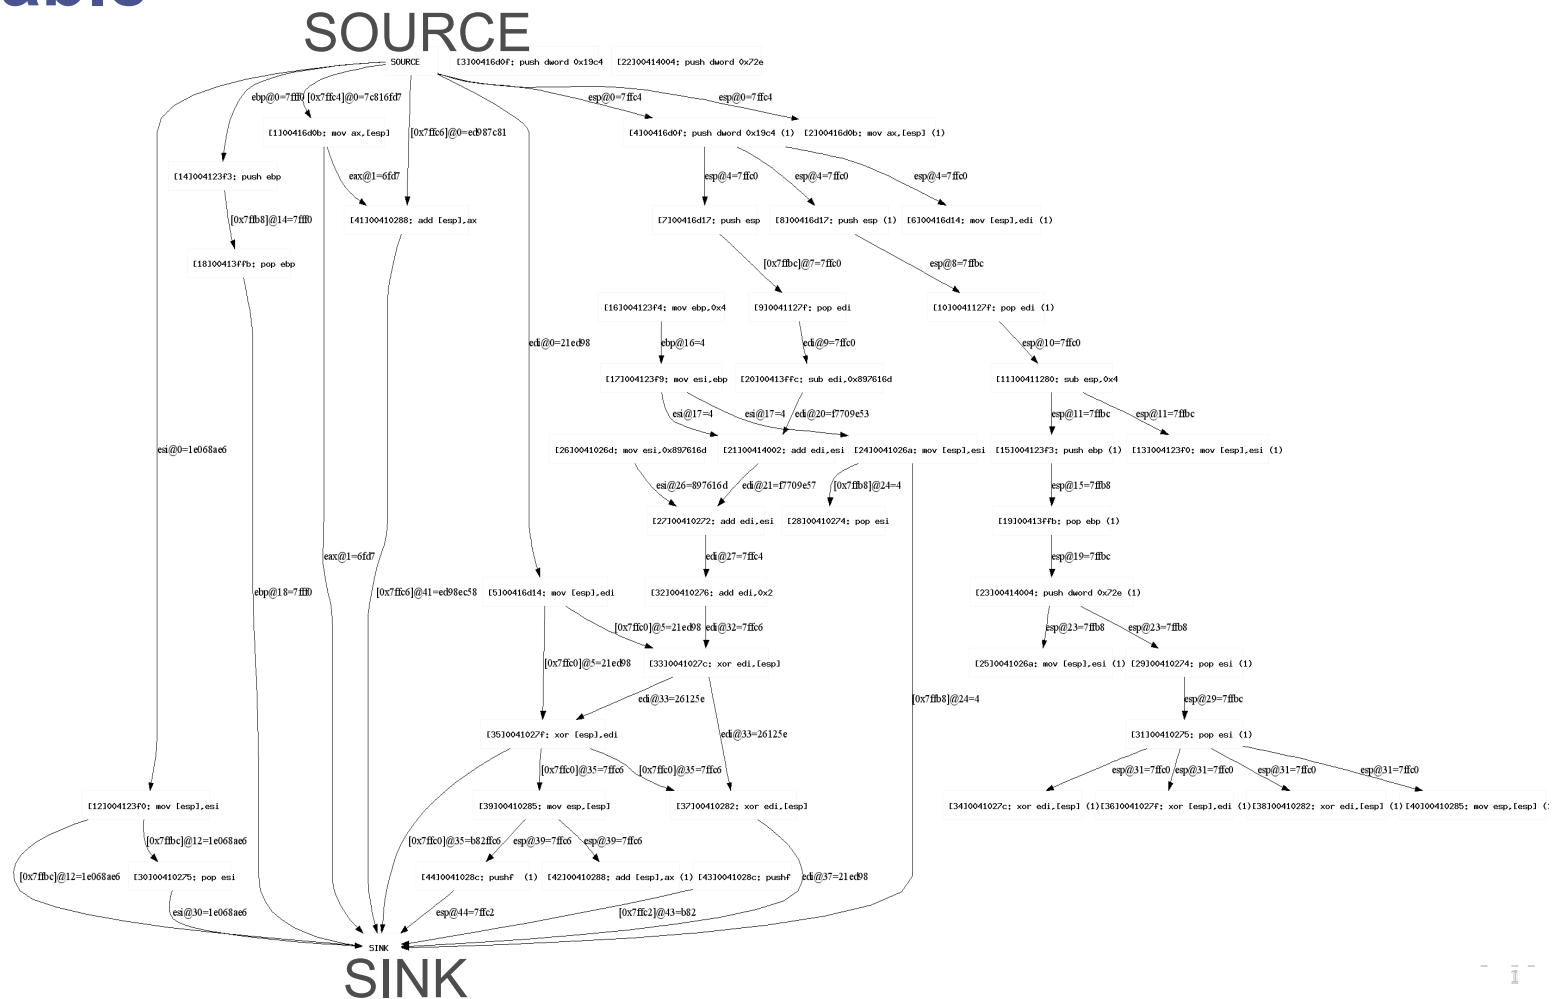 able
SOURCE
SOURCE
[3]00416d0f: push dword 0x19c4
[22]00414004: push dword 0x72e
ebp@0=7fff0
[0x7ffc4]@0=7c816fd7
esp@0=7ffc4
esp@0=7ffc4
[1]00416d0b: mov ax,[esp]
[0x7ffc6]@0=ed987c81
[4]00416d0f: push dword 0x19c4 (1)
[2]00416d0b: mov ax,[esp] (1)
[14]004123f3: push ebp
eax@1=6fd7
esp@4=7ffc0
esp@4=7ffc0
esp@4=7ffc0
[0x7ffb8]@14=7fff0
[41]00410288: add [esp],ax
[7]00416d17: push esp
[8]00416d17: push esp (1)
[6]00416d14: mov [esp],edi (1)
[18]00413ffb: pop ebp
[0x7ffbc]@7=7ffc0
esp@8=7ffbc
[16]004123f4: mov ebp,0x4
[9]0041127f: pop edi
[10]0041127f: pop edi (1)
edi@0=21ed98
ebp@16=4
edi@9=7ffc0
esp@10=7ffc0
[17]004123f9: mov esi,ebp
[20]00413ffc: sub edi,0x897616d
[11]00411280: sub esp,0x4
esi@17=4
esi@17=4
edi@20=f7709e53
esp@11=7ffbc
esp@11=7ffbc
esi@0=1e068ae6
[26]0041026d: mov esi,0x897616d
[21]00414002: add edi,esi
[24]0041026a: mov [esp],esi
[15]004123f3: push ebp (1)
[13]004123f0: mov [esp],esi (1)
esi@26=897616d
edi@21=f7709e57
[0x7ffb8]@24=4
esp@15=7ffb8
[27]00410272: add edi,esi
[28]00410274: pop esi
[19]00413ffb: pop ebp (1)
eax@1=6fd7
edi@27=7ffc4
esp@19=7ffbc
ebp@18=7fff0
[0x7ffc6]@41=ed98ec58
[5]00416d14: mov [esp],edi
[32]00410276: add edi,0x2
[23]00414004: push dword 0x72e (1)
[0x7ffc0]@5=21ed98
edi@32=7ffc6
esp@23=7ffb8
esp@23=7ffb8
[0x7ffc0]@5=21ed98
[33]0041027c: xor edi,[esp]
[25]0041026a: mov [esp],esi (1)
[29]00410274: pop esi (1)
edi@33=26125e
[0x7ffb8]@24=4
esp@29=7ffbc
[35]0041027f: xor [esp],edi
edi@33=26125e
[31]00410275: pop esi (1)
[0x7ffc0]@35=7ffc6
[0x7ffc0]@35=7ffc6
esp@31=7ffc0
esp@31=7ffc0
esp@31=7ffc0
esp@31=7ffc0
[12]004123f0: mov [esp],esi
[39]00410285: mov esp,[esp]
[37]00410282: xor edi,[esp]
[34]0041027c: xor edi,[esp] (1)
[36]0041027f: xor [esp],edi (1)
[38]00410282: xor edi,[esp] (1)
[40]00410285: mov esp,[esp] (
[0x7ffbc]@12=1e068ae6
[0x7ffc0]@35=b82ffc6
esp@39=7ffc6
esp@39=7ffc6
[0x7ffbc]@12=1e068ae6
[30]00410275: pop esi
[44]0041028c: pushf (1)
[42]00410288: add [esp],ax (1)
[43]0041028c: pushf
edi@37=21ed98
esi@30=1e068ae6
esp@44=7ffc2
[0x7ffc2]@43=b82
SINK
SINK